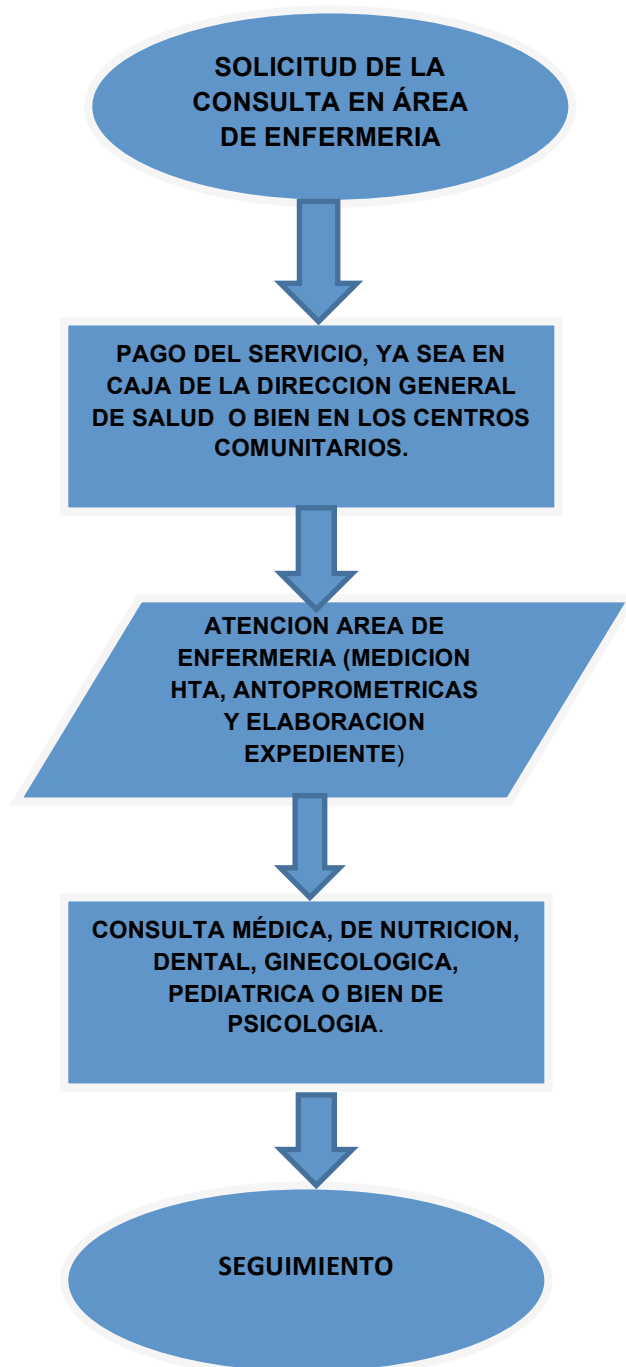 SOLICITUD DE LA
CONSULTA EN ÁREA
DE ENFERMERIA
PAGO DEL SERVICIO, YA SEA EN
CAJA DE LA DIRECCION GENERAL
DE SALUD O BIEN EN LOS CENTROS
COMUNITARIOS.
ATENCION AREA DE
ENFERMERIA (MEDICION
HTA, ANTOPROMETRICAS
Y ELABORACION
EXPEDIENTE)
CONSULTA MÉDICA, DE NUTRICION,
DENTAL, GINECOLOGICA,
PEDIATRICA O BIEN DE
PSICOLOGIA.
SEGUIMIENTO